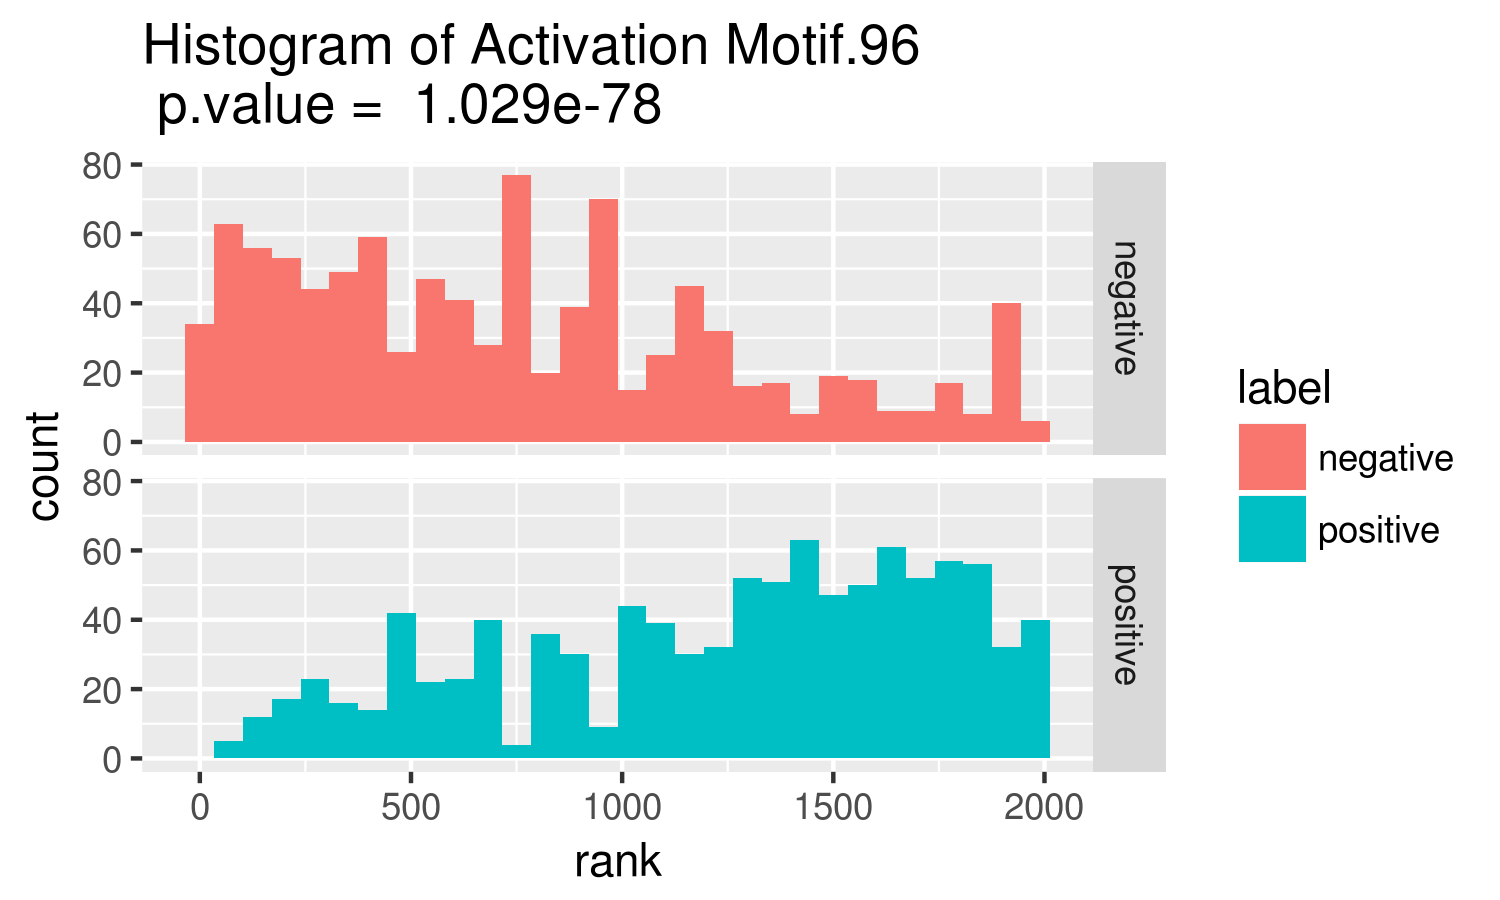 Histogram of Activation Motif.96
p.value = 1.029e-78
80
60
40
20
0
negative
80
60
40
20
0
positive
count
0 500 1000 1500 2000
rank
label
negative
positive